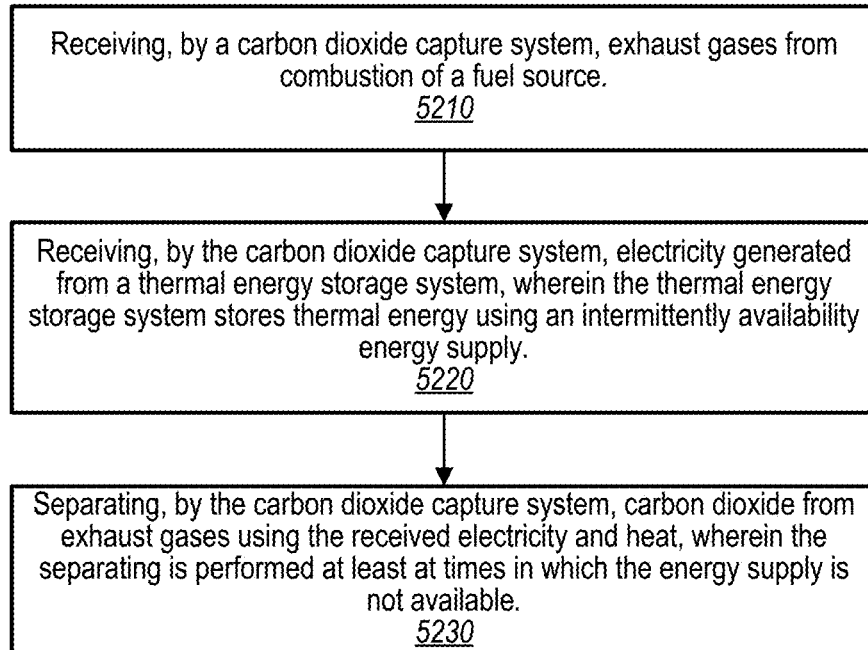 Receiving, by a carbon dioxide capture system, exhaust gases from
combustion of a fuel source.
5210
Receiving, by the carbon dioxide capture system, electricity generated
from a thermal energy storage system, wherein the thermal energy
storage system stores thermal energy using an intermittently availability
energy supply.
5220
Separating, by the carbon dioxide capture system, carbon dioxide from
exhaust gases using the received electricity and heat, wherein the
separating is performed at least at times in which the energy supply is
not available.
5230